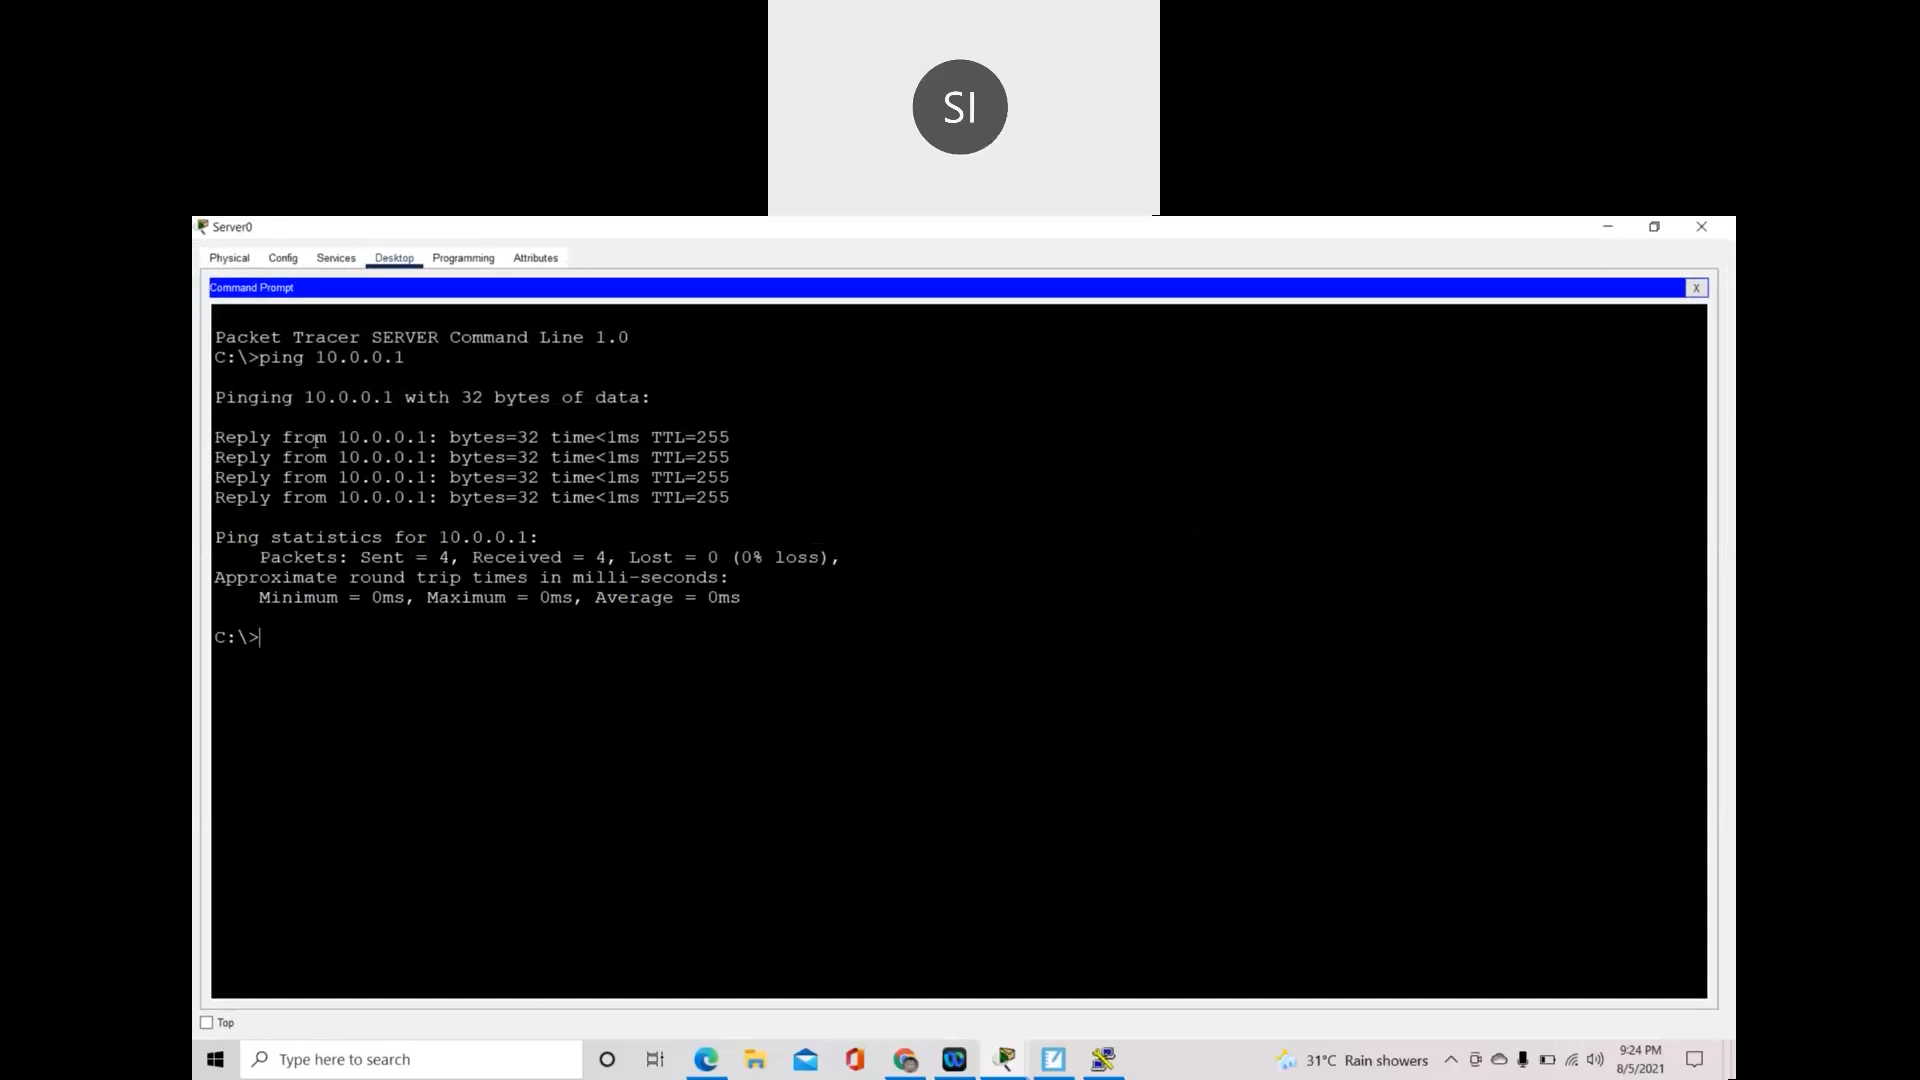 SI
Server0
Physical Config Services Desktop Programming Attributes
Command Prompt
X
Packet Tracer SERVER Command Line 1.0
C:\>ping 10.0.0.1
Pinging 10.0.0.1 with 32 bytes of data:
Reply from 10.0.0.1: bytes=32 time<1ms TTL=255
Reply from 10.0.0.1: bytes=32 time<1ms TTL=255
Reply from 10.0.0.1: bytes=32 time<1ms TTL=255
Reply from 10.0.0.1: bytes=32 time<1ms TTL=255
Ping statistics for 10.0.0.1:
Packets: Sent = 4, Received = 4, Lost = 0 (0% loss),
Approximate round trip times in milli-seconds:
Minimum = 0ms, Maximum = 0ms, Average = 0ms
C:\>
Top
Type here to search
31°C Rain showers
9:24 PM
8/5/2021